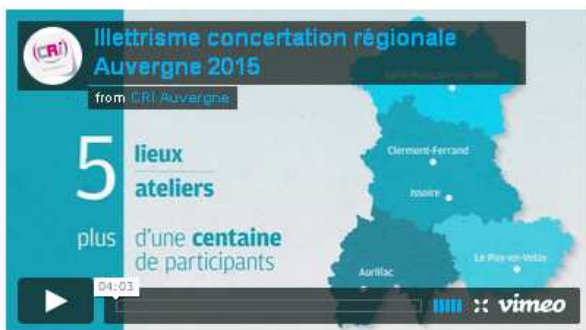 (CRi)
Illettrisme concertation régionale
Auvergne 2015
from CRI Auvergne
5 lieux
ateliers
plus d'une centaine
de participants
Clermont-Ferrand
Issoire
Le Puy-en-Velay
Aurillac
04:03
vimeo